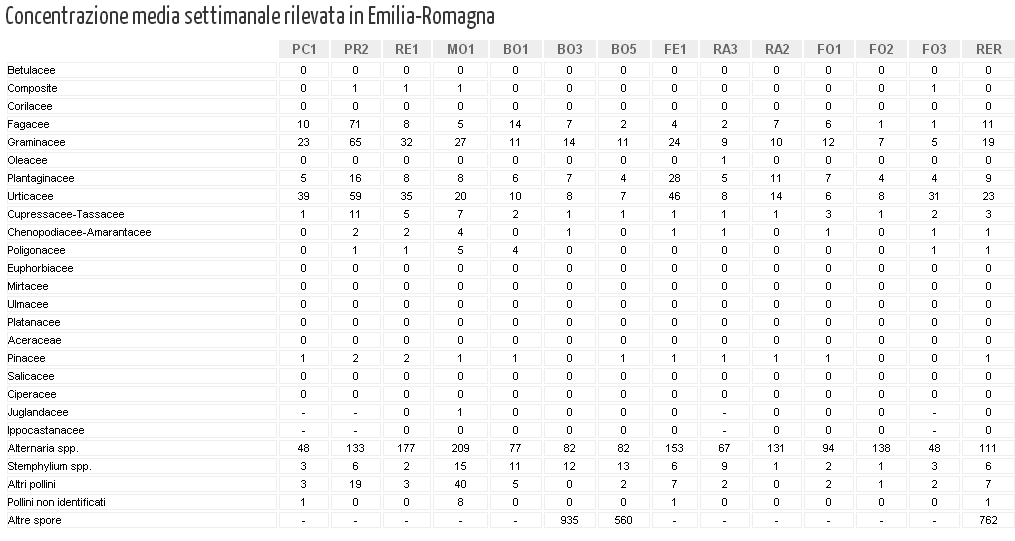 Concentrazione media settimanale rilevata in Emilia-Romagna
PC1 PR2 RE1 MO1 BO1 BO3 BO5 FE1 RA3 RA2 FO1 FO2 FO3 RER
Betulacee 0 0 0 0 0 0 0 0 0 0 0 0 0 0
Composite 0 1 1 1 0 0 0 0 0 0 0 0 1 0
Corilacee 0 0 0 0 0 0 0 0 0 0 0 0 0 0
Fagacee 10 71 8 5 14 7 2 4 2 7 6 1 1 11
Graminacee 23 65 32 27 11 14 11 24 9 10 12 7 5 19
Oleacee 0 0 0 0 0 0 0 0 1 0 0 0 0 0
Plantaginacee 5 16 8 8 6 7 4 28 5 11 7 4 4 9
Urticacee 39 59 35 20 10 8 7 46 8 14 6 8 31 23
Cupressacee-Tassacee 1 11 5 7 2 1 1 1 1 1 3 1 2 3
Chenopodiacee-Amarantacee 0 2 2 4 0 1 0 1 1 0 1 0 1 1
Poligonacee 0 1 1 5 4 0 0 0 0 0 0 0 1 1
Euphorbiacee 0 0 0 0 0 0 0 0 0 0 0 0 0 0
Mirtacee 0 0 0 0 0 0 0 0 0 0 0 0 0 0
Ulmacee 0 0 0 0 0 0 0 0 0 0 0 0 0 0
Platanacee 0 0 0 0 0 0 0 0 0 0 0 0 0 0
Aceraceae 0 0 0 0 0 0 0 0 0 0 0 0 0 0
Pinacee 1 2 2 1 1 0 1 1 1 1 1 0 0 1
Salicacee 0 0 0 0 0 0 0 0 0 0 0 0 0 0
Ciperacee 0 0 0 0 0 0 0 0 0 0 0 0 0 0
Juglandacee - - 0 1 0 0 0 0 - 0 0 0 - 0
Ippocastanacee - - 0 0 0 0 0 0 - 0 0 0 - 0
Alternaria spp. 48 133 177 209 77 82 82 153 67 131 94 138 48 111
Stemphylium spp. 3 6 2 15 11 12 13 6 9 1 2 1 3 6
Altri pollini 3 19 3 40 5 0 2 7 2 0 2 1 2 7
Pollini non identificati 1 0 0 8 0 0 0 1 0 0 0 0 0 1
Altre spore - - - - - 935 560 - - - - - - 762